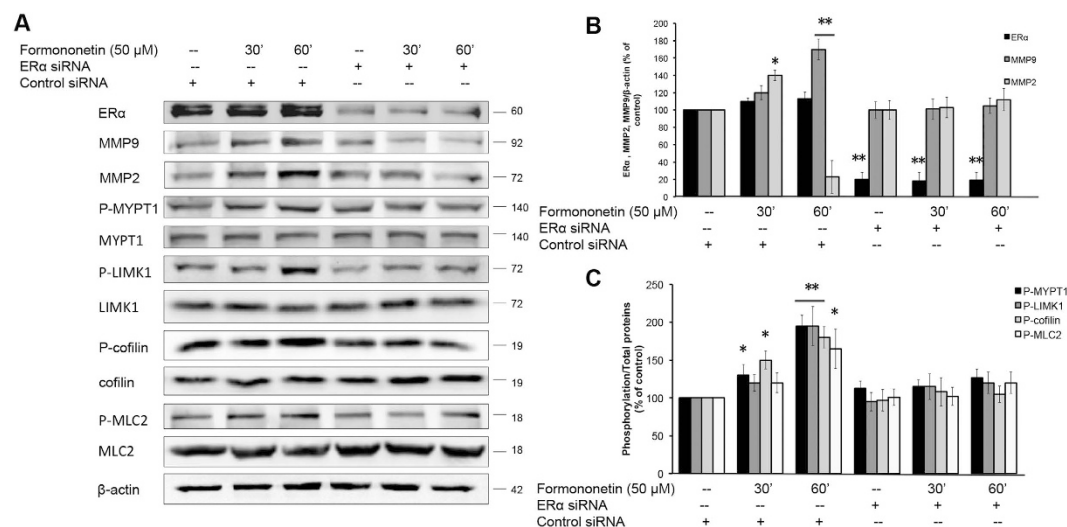 A
Formononetin (50 µM) -- 30' 60' -- 30' 60'
ERα siRNA -- -- -- + + +
Control siRNA + + + -- -- --
ERα 60
MMP9 92
MMP2 72
P-MYPT1 140
MYPT1 140
P-LIMK1 72
LIMK1 72
P-cofilin 19
cofilin 19
P-MLC2 18
MLC2 18
β-actin 42
B
ERα , MMP2, MMP9/β-actin (% of
control)
200
180
160
140
120
100
80
60
40
20
0
*
**
**
**
**
ERα
MMP9
MMP2
Formononetin (50 µM) -- 30' 60' -- 30' 60'
ERα siRNA -- -- -- + + +
Control siRNA + + + -- -- --
C
Phosphorylation/Total proteins
(% of control)
250
200
150
100
50
0
* *
**
*
P-MYPT1
P-LIMK1
P-cofilin
P-MLC2
Formononetin (50 µM) -- 30' 60' -- 30' 60'
ERα siRNA -- -- -- + + +
Control siRNA + + + -- -- --